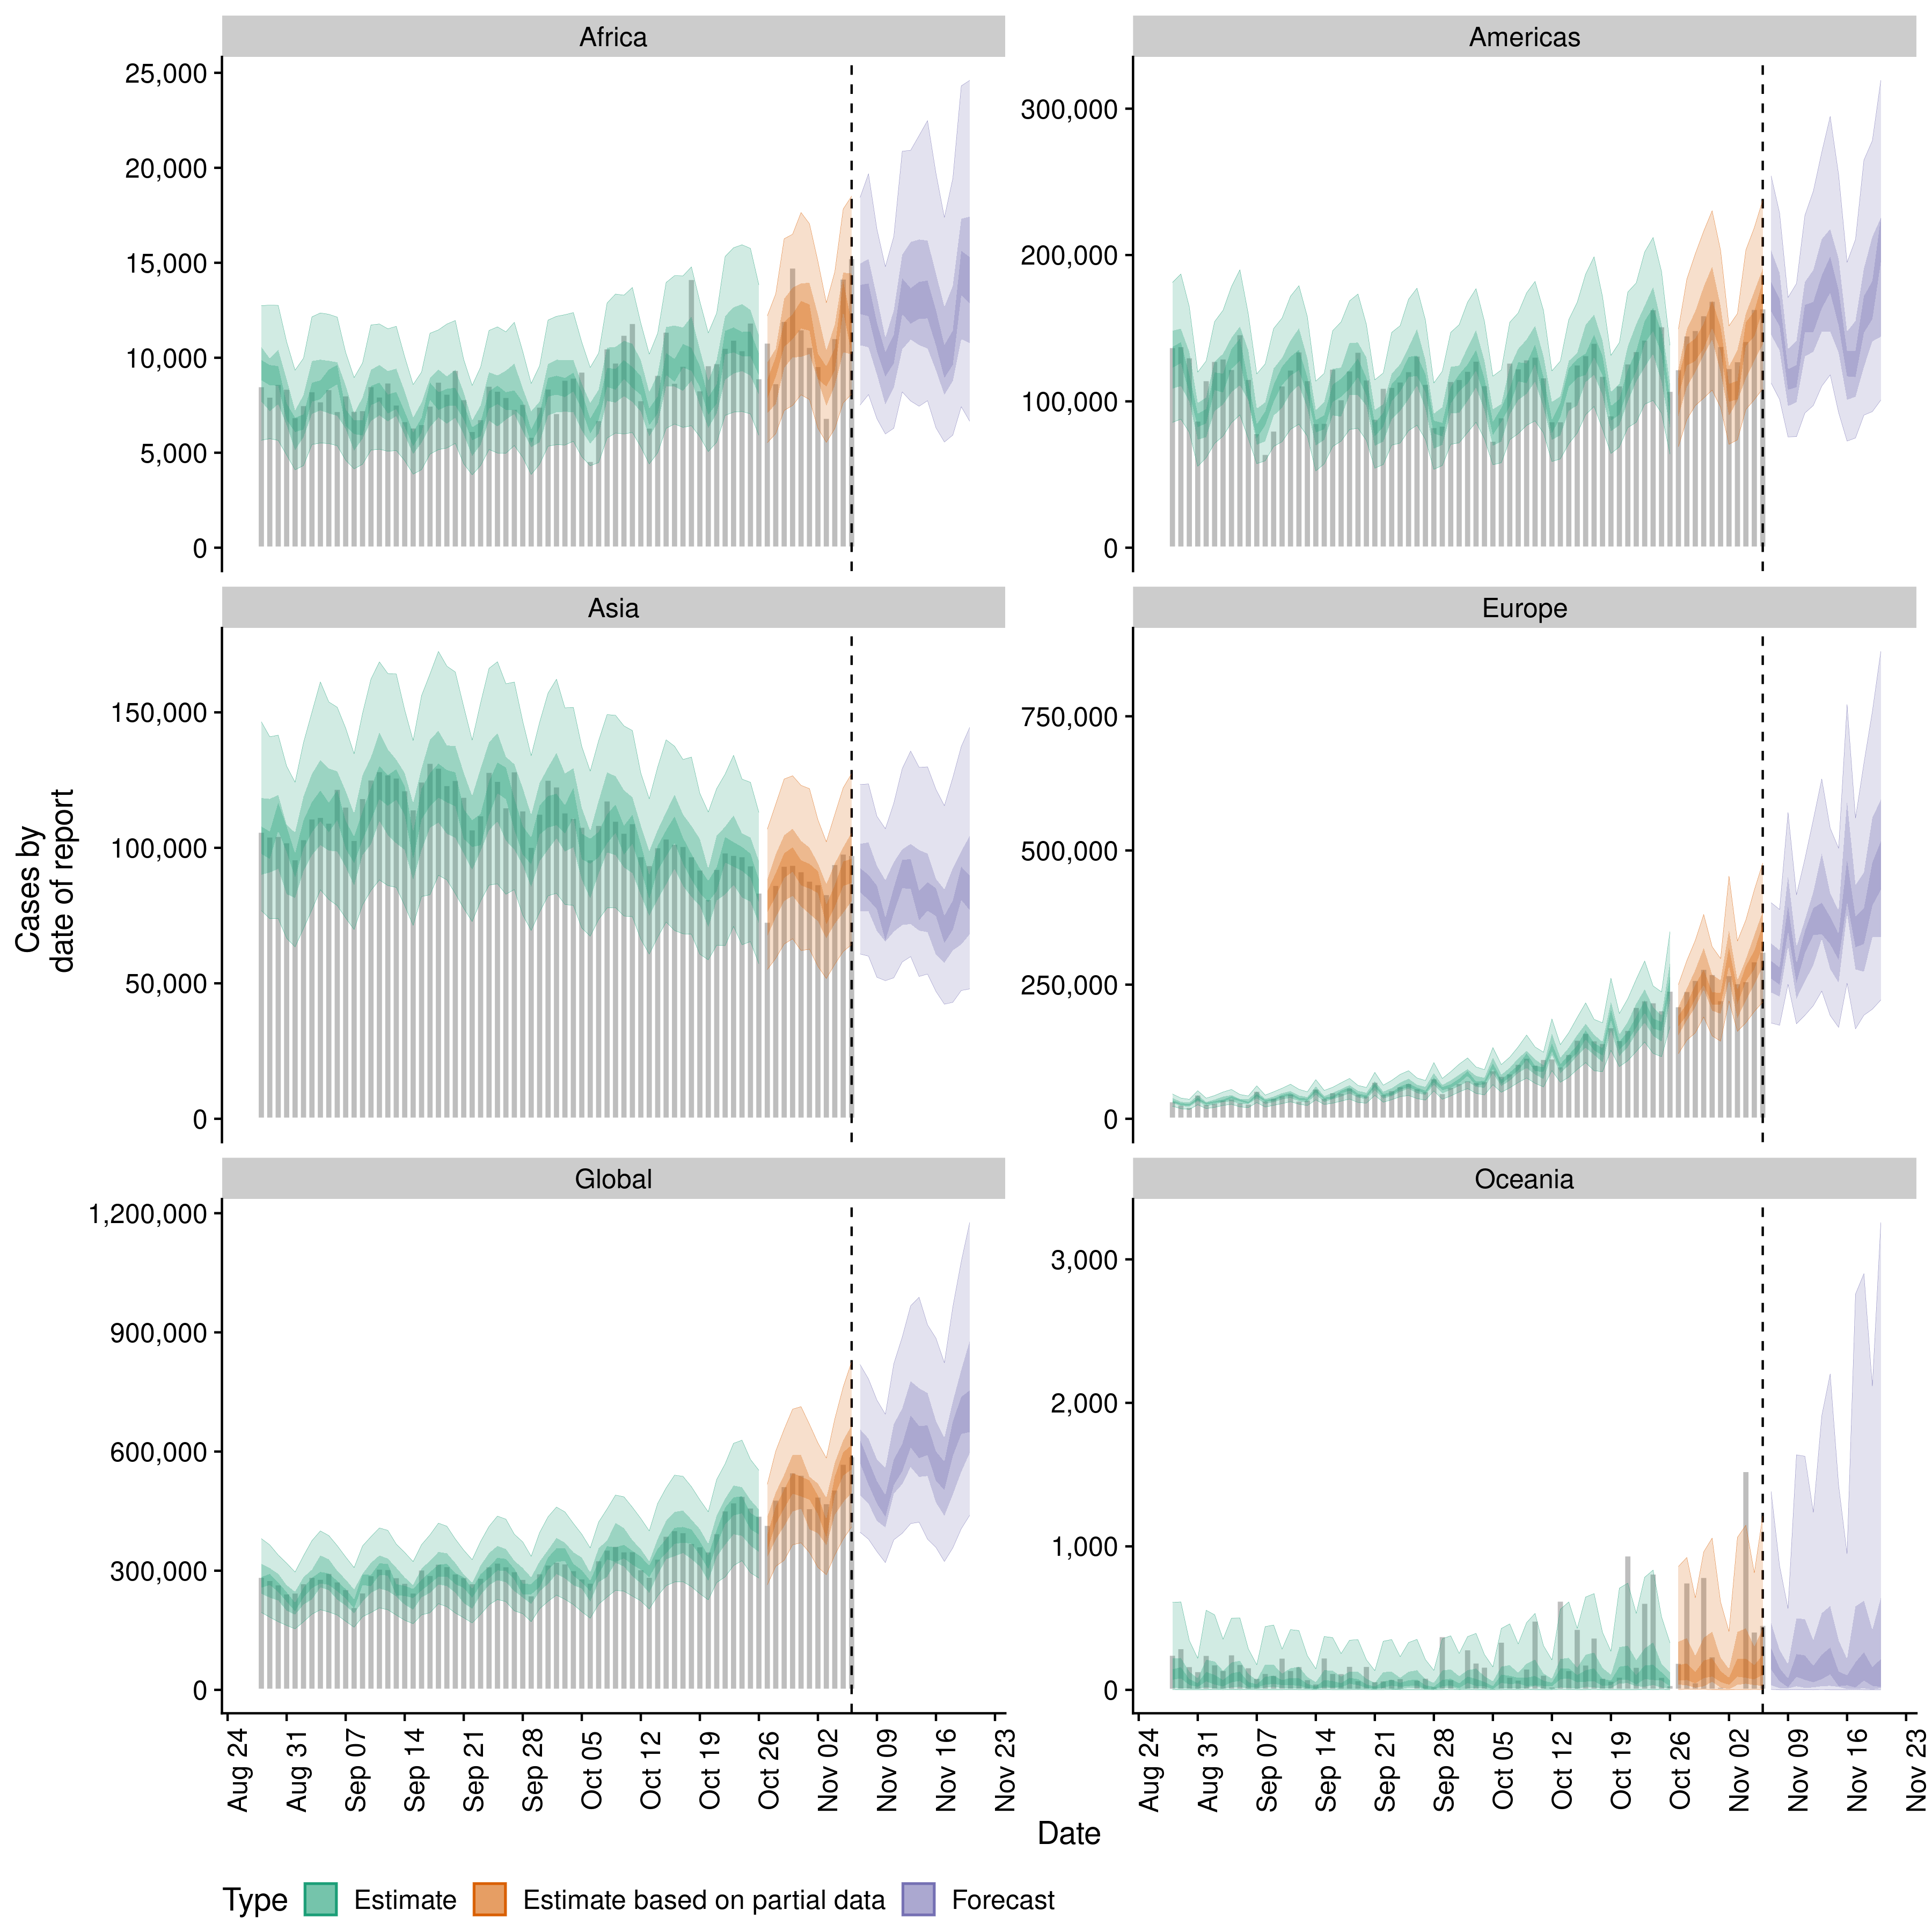 Africa
Americas
25,000
20,000
15,000
10,000
5,000
0
300,000
200,000
100,000
0
Asia
Europe
150,000
100,000
50,000
0
750,000
500,000
250,000
0
Cases by
date of report
Global
Oceania
1,200,000
900,000
600,000
300,000
0
3,000
2,000
1,000
0
Aug 24
Aug 31
Sep 07
Sep 14
Sep 21
Sep 28
Oct 05
Oct 12
Oct 19
Oct 26
Nov 02
Nov 09
Nov 16
Nov 23
Aug 24
Aug 31
Sep 07
Sep 14
Sep 21
Sep 28
Oct 05
Oct 12
Oct 19
Oct 26
Nov 02
Nov 09
Nov 16
Nov 23
Date
Type Estimate Estimate based on partial data Forecast